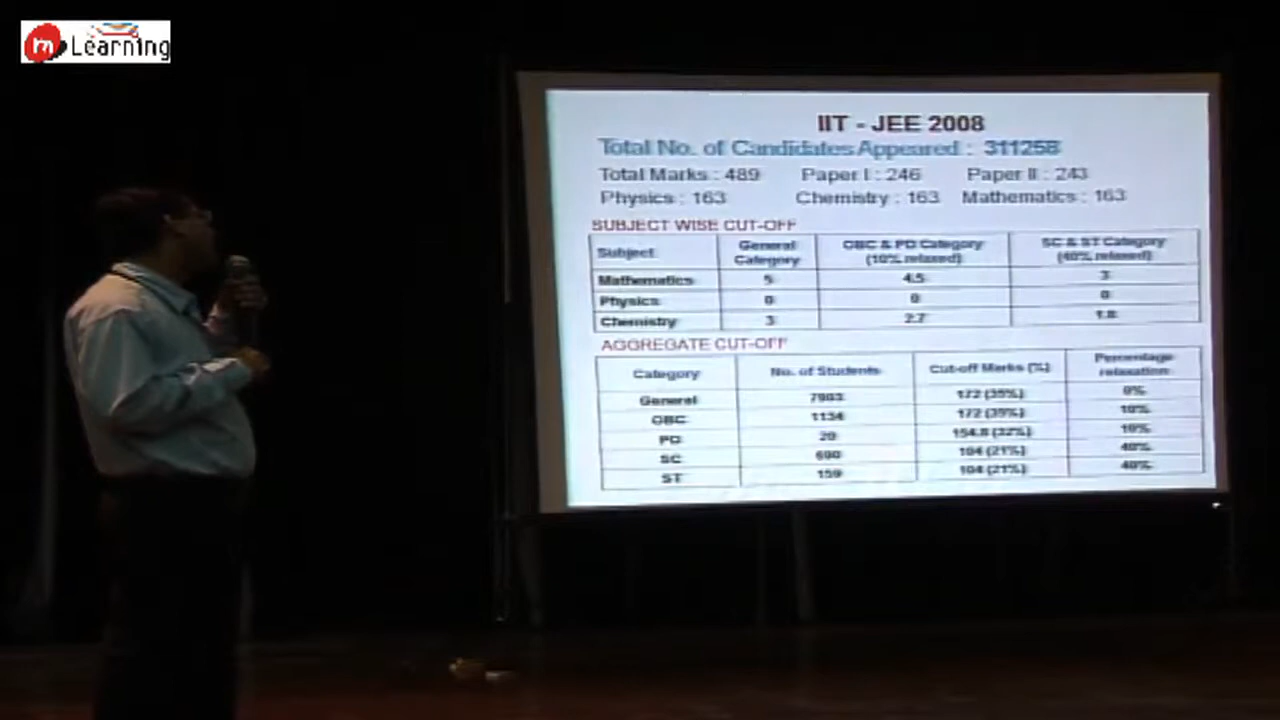 m Learning
IIT - JEE 2008
Total No. of Candidates Appeared : 311258
Total Marks : 489 Paper I : 246 Paper II : 243
Physics : 163 Chemistry : 163 Mathematics : 163
SUBJECT WISE CUT-OFF
Subject General Category OBC & PD Category (10% relaxed) SC & ST Category (40% relaxed)
Mathematics 5 4.5 3
Physics 0 0 0
Chemistry 3 2.7 1.8
AGGREGATE CUT-OFF
Category No. of Students Cut-off Marks (%) Percentage relaxation
General 172 (35%) 0%
OBC 1134 172 (35%) 10%
PD 20 154.8 (32%) 10%
SC 690 104 (21%) 40%
ST 159 104 (21%) 40%